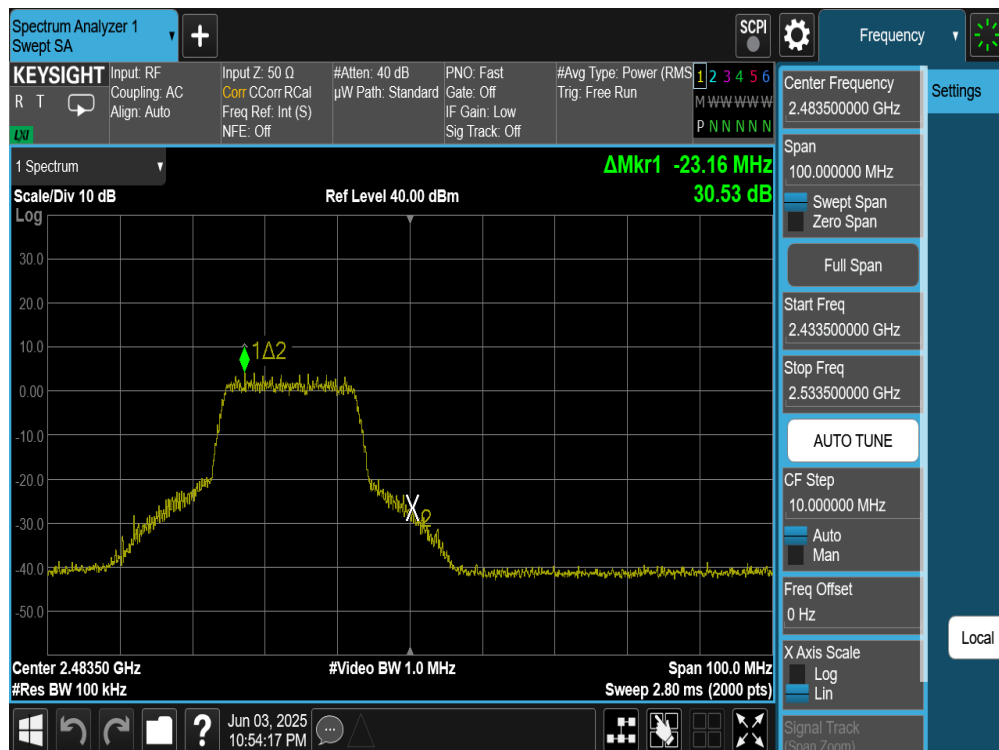 Spectrum Analyzer 1
Swept SA
+
SCPI
Frequency
KEYSIGHT
R T
LXI
Input: RF
Coupling: AC
Align: Auto
Input Z: 50 Ω
Corr CCorr RCal
Freq Ref: Int (S)
NFE: Off
#Atten: 40 dB
µW Path: Standard
PNO: Fast
Gate: Off
IF Gain: Low
Sig Track: Off
#Avg Type: Power (RMS
Trig: Free Run
1 2 3 4 5 6
M W W W W W
P N N N N N
1 Spectrum
ΔMkr1 -23.16 MHz
30.53 dB
Scale/Div 10 dB
Ref Level 40.00 dBm
Log
30.0
20.0
10.0
0.00
-10.0
-20.0
-30.0
-40.0
-50.0
1Δ2
X2
Center 2.48350 GHz
#Video BW 1.0 MHz
Span 100.0 MHz
#Res BW 100 kHz
Sweep 2.80 ms (2000 pts)
?
Jun 03, 2025
10:54:17 PM
Center Frequency
2.483500000 GHz
Span
100.000000 MHz
Swept Span
Zero Span
Full Span
Start Freq
2.433500000 GHz
Stop Freq
2.533500000 GHz
AUTO TUNE
CF Step
10.000000 MHz
Auto
Man
Freq Offset
0 Hz
X Axis Scale
Log
Lin
Signal Track
(Span Zoom)
Settings
Local